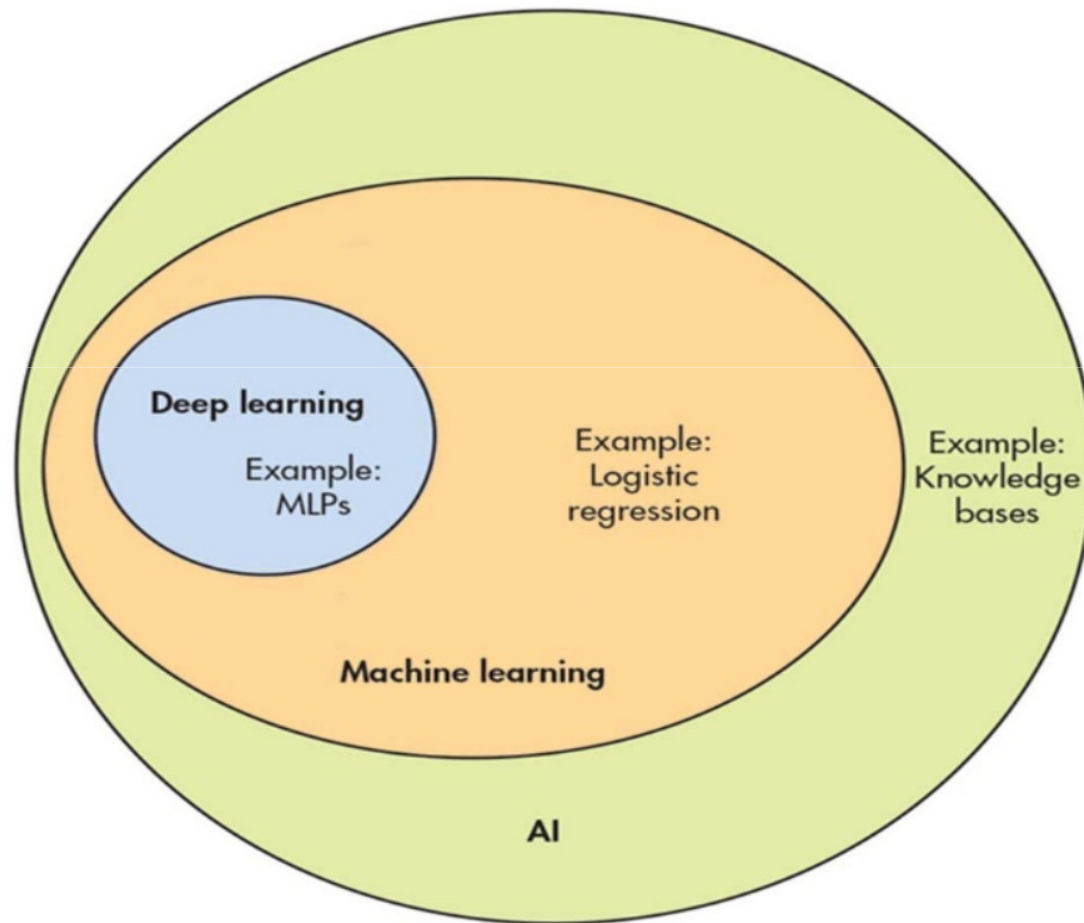 Deep learning
Example:
MLPs
Example:
Logistic
regression
Example:
Knowledge
bases
Machine learning
AI